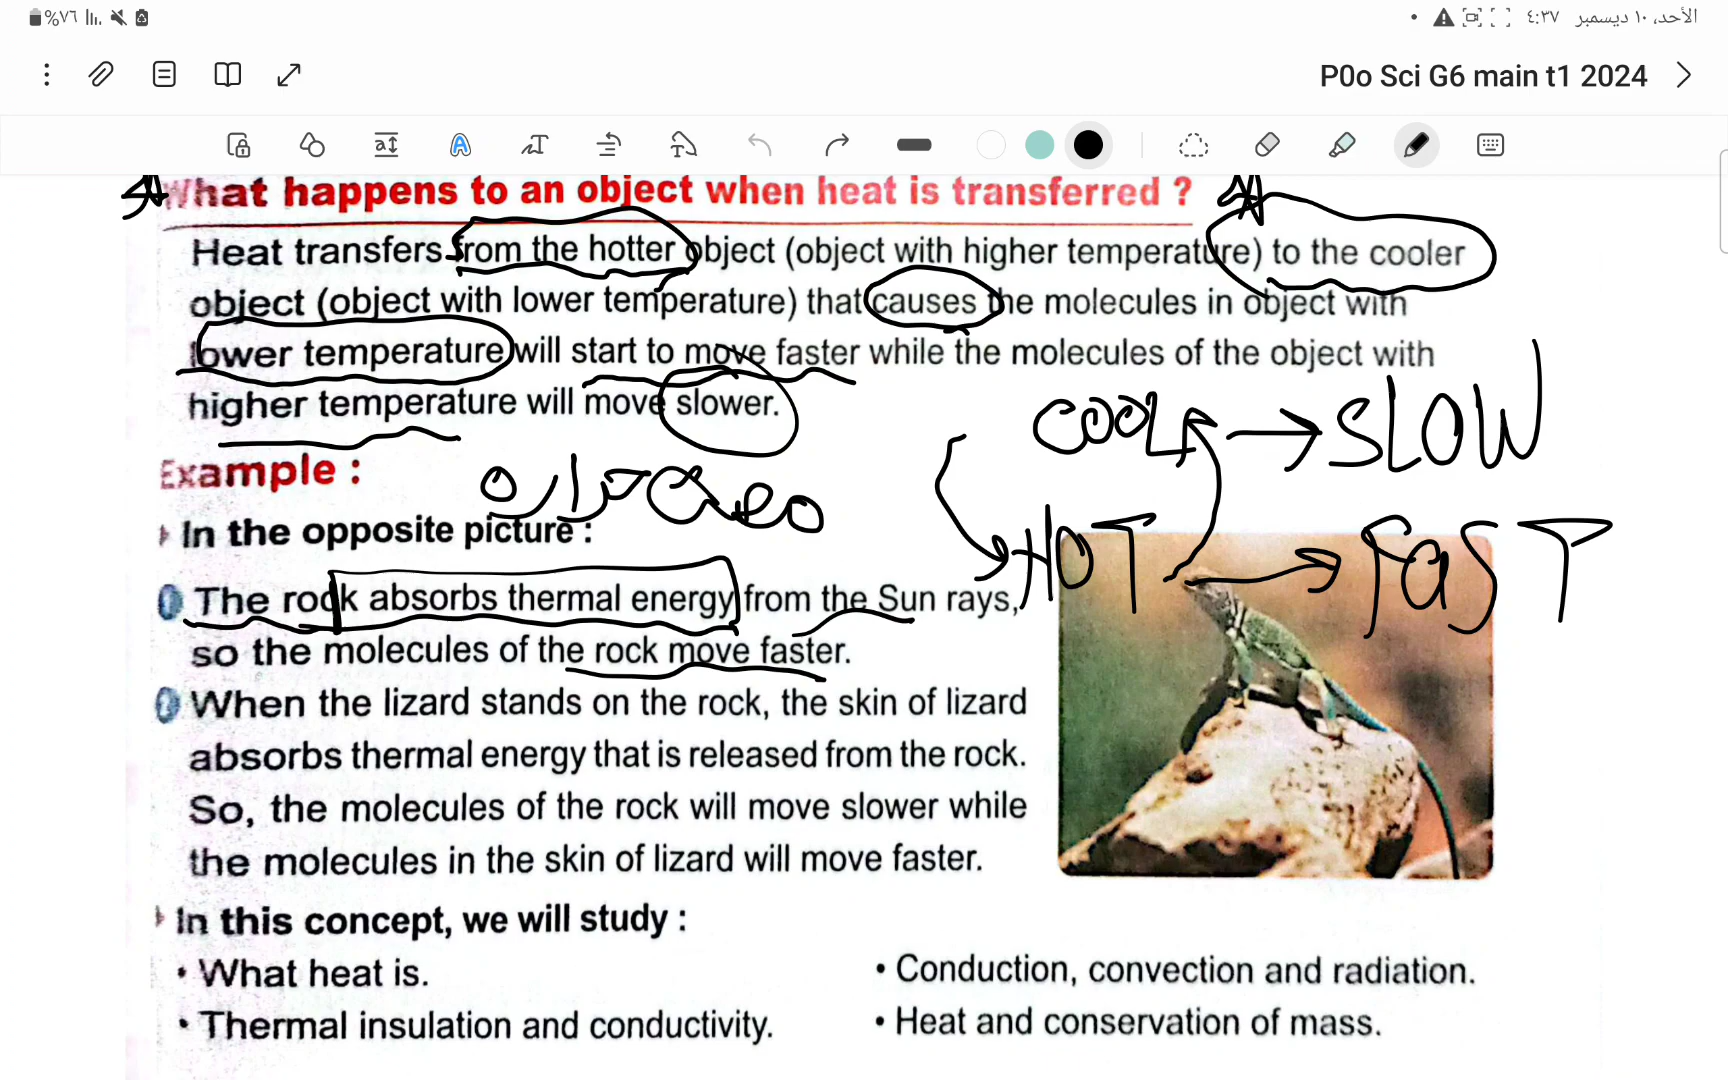 %٧٦
الأحد، ١٠ ديسمبر ٤:٣٧
P0o Sci G6 main t1 2024
What happens to an object when heat is transferred ?
Heat transfers from the hotter object (object with higher temperature) to the cooler
object (object with lower temperature) that causes the molecules in object with
lower temperature will start to move faster while the molecules of the object with
higher temperature will move slower.
COOL → SLOW
Example :
In the opposite picture :
HOT → FAST
1 The rock absorbs thermal energy from the Sun rays,
so the molecules of the rock move faster.
2 When the lizard stands on the rock, the skin of lizard
absorbs thermal energy that is released from the rock.
So, the molecules of the rock will move slower while
the molecules in the skin of lizard will move faster.
In this concept, we will study :
• What heat is.
• Conduction, convection and radiation.
• Thermal insulation and conductivity.
• Heat and conservation of mass.